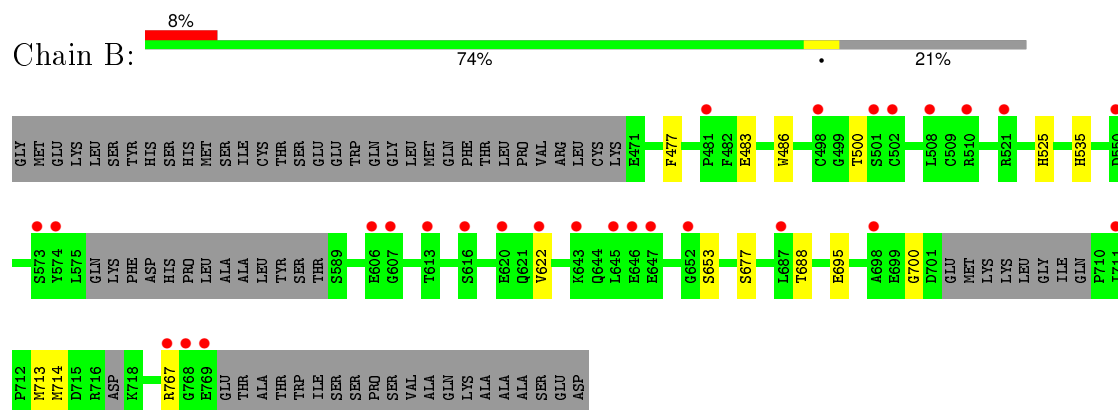 8%
Chain B:
74%
•
21%
GLY MET GLU LYS LEU SER TYR HIS SER HIS MET SER ILE CYS THR SER GLU GLU TRP GLN GLY LEU MET GLN PHE THR LEU PRO VAL ARG LEU CYS LYS E471 F477 P481 F482 E483 W486 C498 G499 T500 S501 C502 L508 C509 R510 R521 H525 H535 D550
S573 Y574 L575 GLN LYS PHE ASP HIS PRO LEU ALA ALA LEU TYR SER THR S589 E606 G607 T613 S616 E620 Q621 V622 K643 Q644 L645 E646 E647 G652 S653 S677 L687 T688 E695 A698 E699 G700 D701 GLU MET LYS LYS LEU GLY ILE GLN P710
P712 M713 M714 D715 R716 ASP K718 R767 G768 E769 GLU THR ALA THR TRP ILE SER SER PRO SER VAL ALA GLN LYS ALA ALA ALA SER GLU ASP